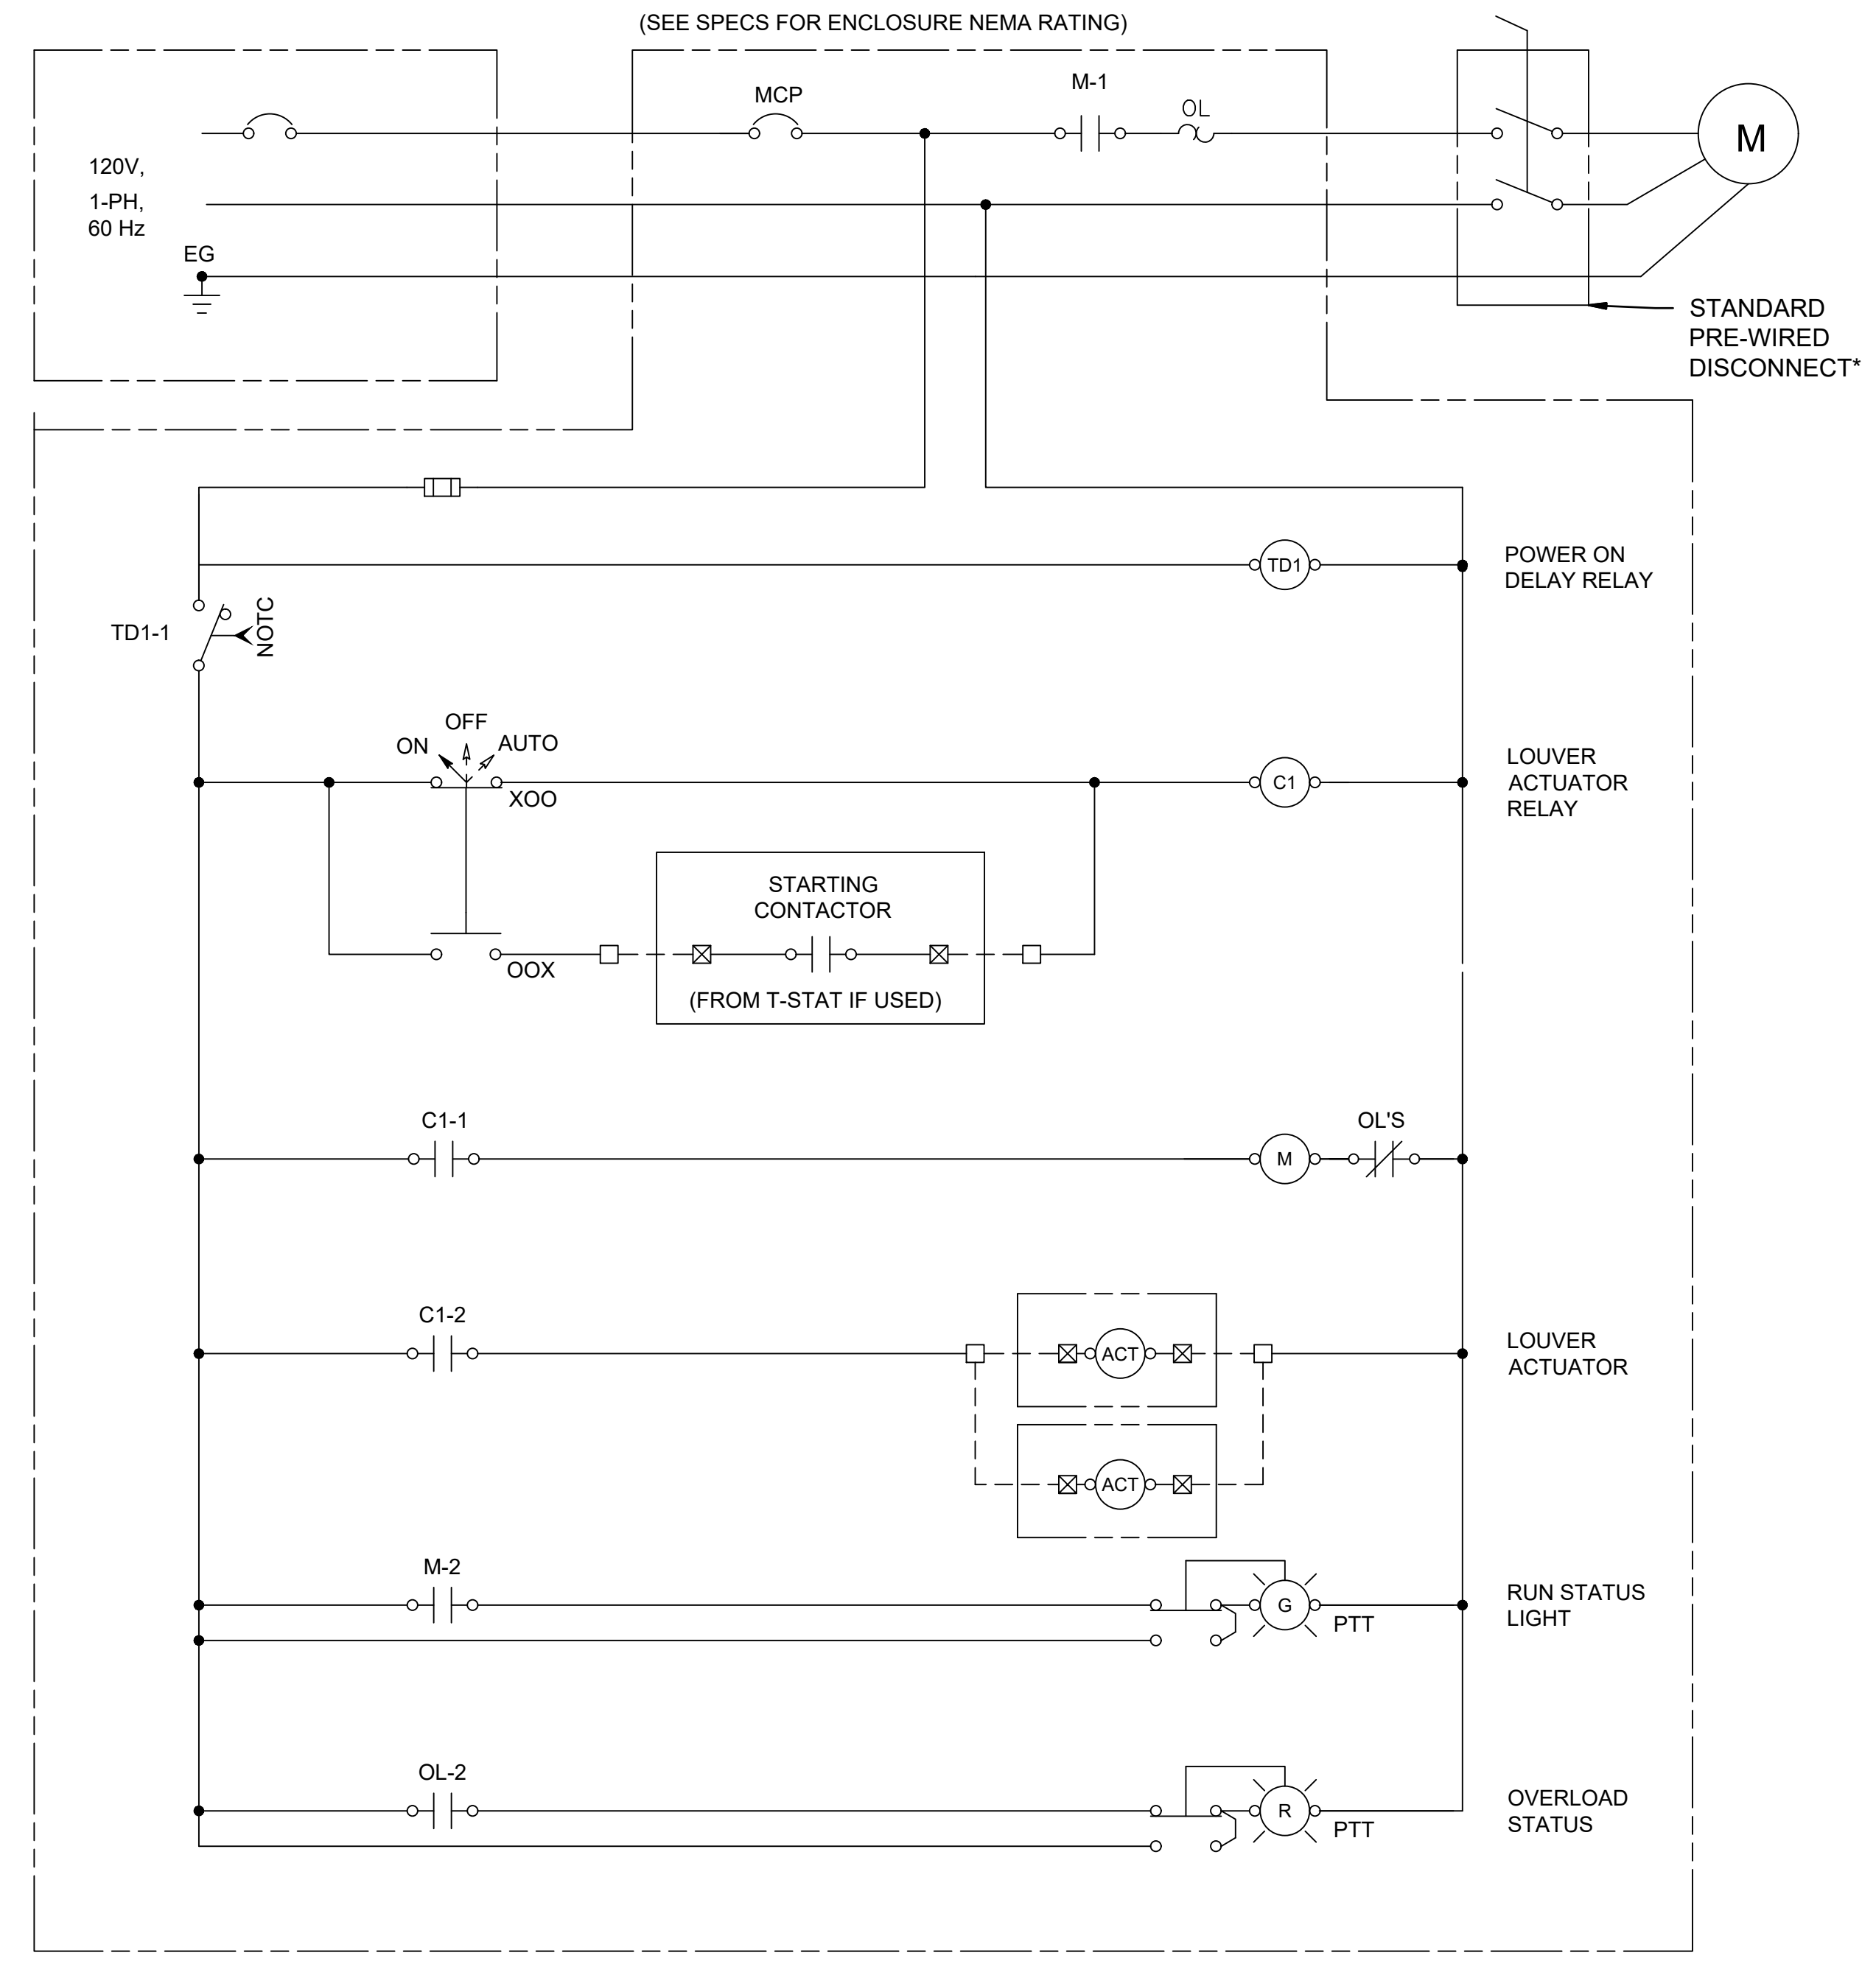 (SEE SPECS FOR ENCLOSURE NEMA RATING)
M-1
MCP
OL
M
120V,
1-PH,
60 Hz
EG
STANDARD
PRE-WIRED
DISCONNECT*
TD1
POWER ON
DELAY RELAY
TD1-1
NOTC
OFF
ON
AUTO
XOO
C1
LOUVER
ACTUATOR
RELAY
STARTING
CONTACTOR
OOX
(FROM T-STAT IF USED)
C1-1
OL'S
M
C1-2
ACT
LOUVER
ACTUATOR
ACT
M-2
G
PTT
RUN STATUS
LIGHT
OL-2
R
PTT
OVERLOAD
STATUS